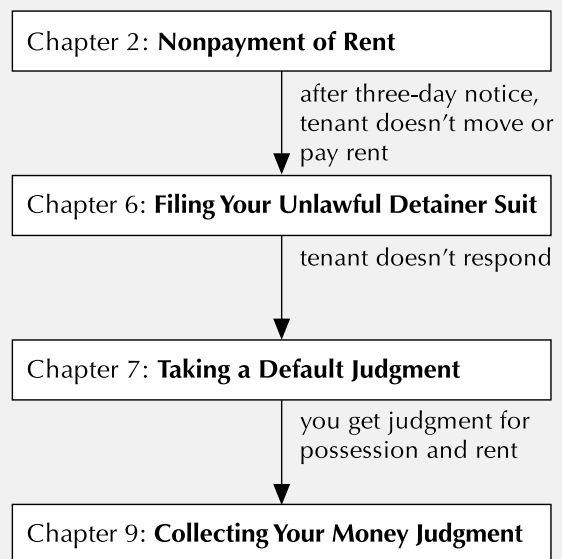 Chapter 2: Nonpayment of Rent
after three-day notice,
tenant doesn’t move or
pay rent
Chapter 6: Filing Your Unlawful Detainer Suit
tenant doesn’t respond
Chapter 7: Taking a Default Judgment
you get judgment for
possession and rent
Chapter 9: Collecting Your Money Judgment